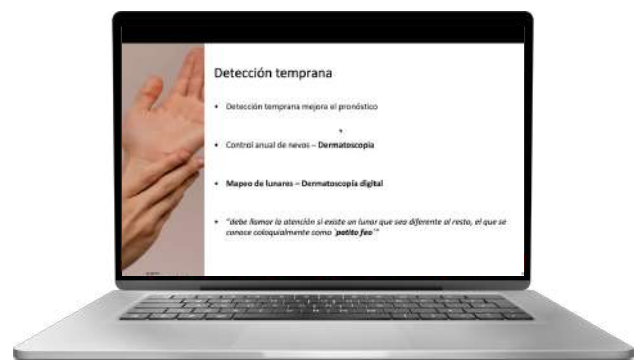 Detección temprana
• Detección temprana mejora el pronóstico
• Control anual de nevos – Dermatoscopia
• Mapeo de lunares – Dermatoscopía digital
• "debe llamar la atención si existe un lunar que sea diferente al resto, el que se
conoce coloquialmente como ¨patito feo¨"